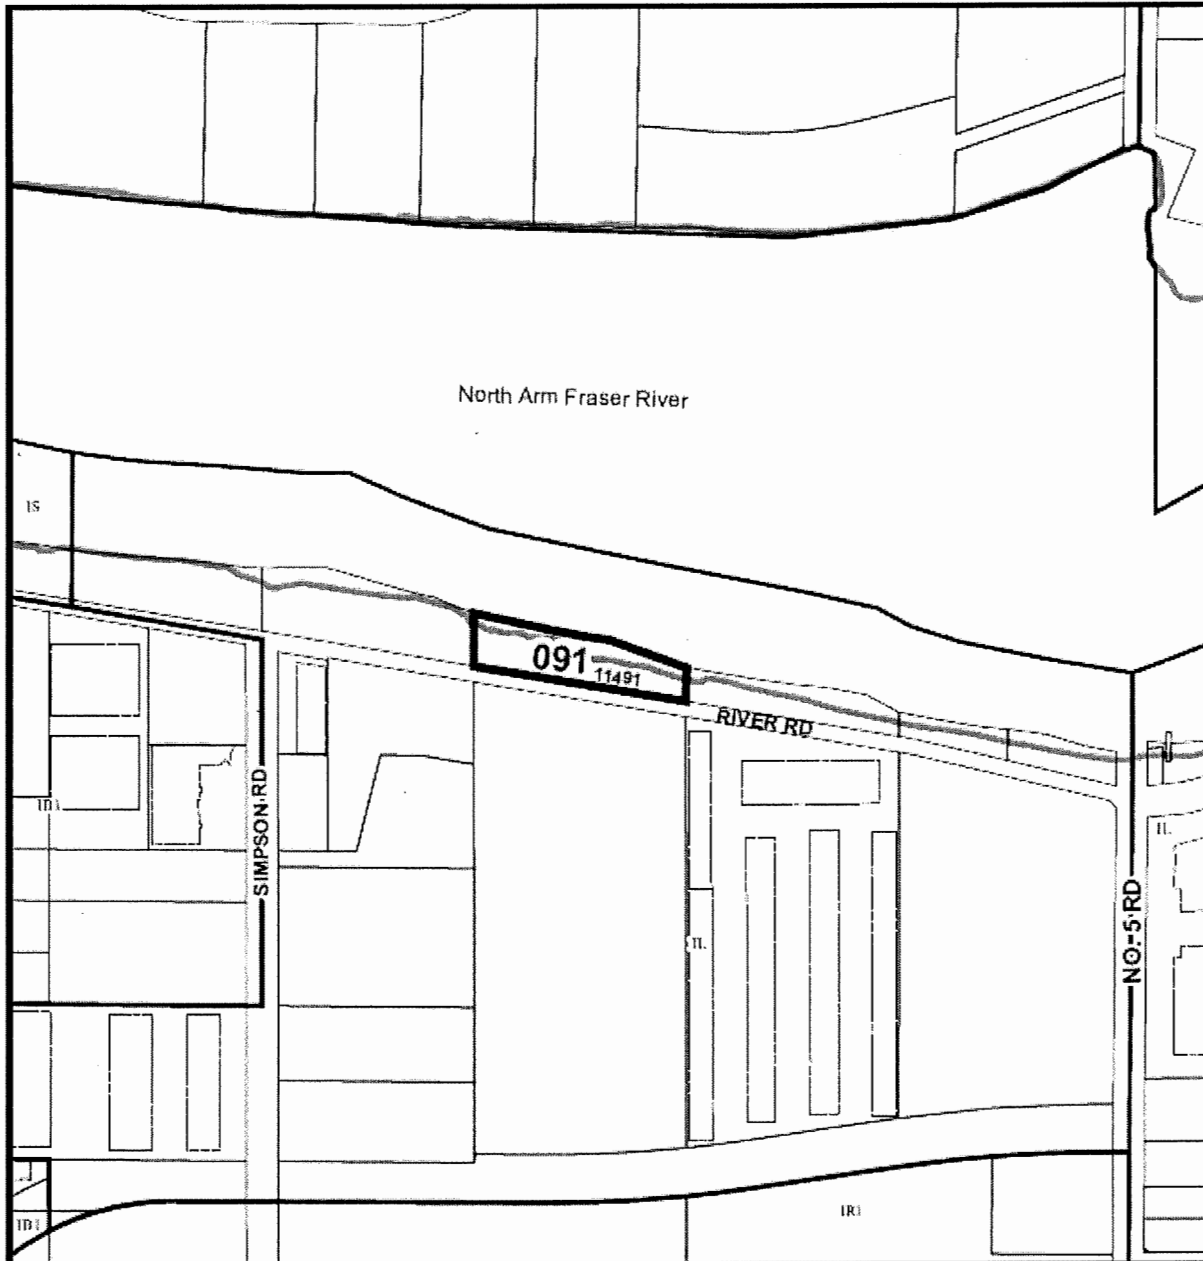 North Arm Fraser River
IS
091
11491
RIVER RD
SIMPSON RD
IL
IL
NO. 5 RD
IR1